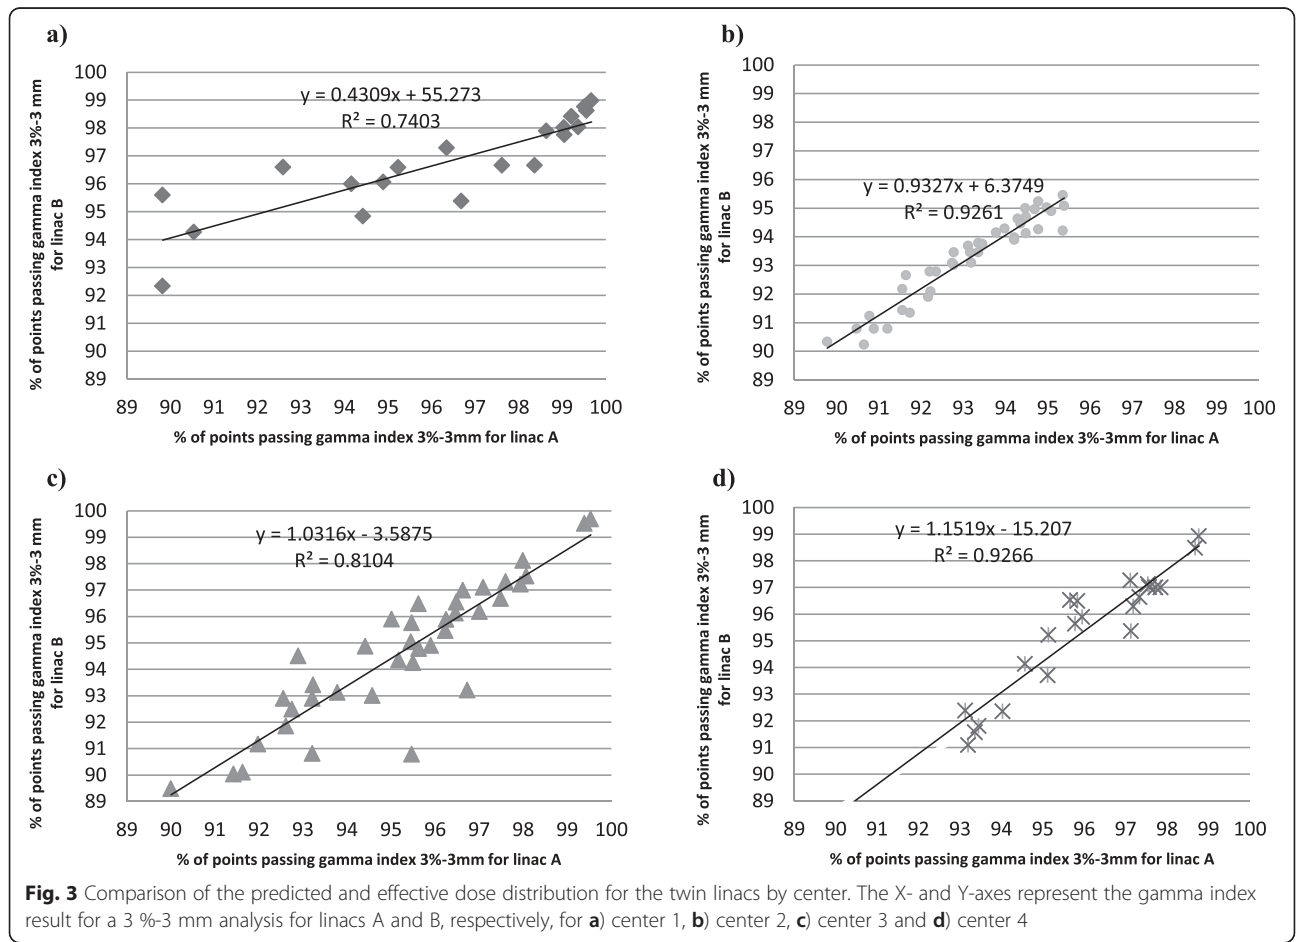 a)
% of points passing gamma index 3%-3 mm
for linac B
100
99
98
97
96
95
94
93
92
91
90
89
y = 0.4309x + 55.273
R² = 0.7403
89 90 91 92 93 94 95 96 97 98 99 100
% of points passing gamma index 3%-3mm for linac A
b)
% of points passing gamma index 3%-3 mm
for linac B
100
99
98
97
96
95
94
93
92
91
90
89
y = 0.9327x + 6.3749
R² = 0.9261
89 90 91 92 93 94 95 96 97 98 99 100
% of points passing gamma index 3%-3mm for linac A
c)
% of points passing gamma index 3%-3 mm
for linac B
100
99
98
97
96
95
94
93
92
91
90
89
y = 1.0316x - 3.5875
R² = 0.8104
89 90 91 92 93 94 95 96 97 98 99 100
% of points passing gamma index 3%-3mm for linac A
d)
% of points passing gamma index 3%-3 mm
for linac B
100
99
98
97
96
95
94
93
92
91
90
89
y = 1.1519x - 15.207
R² = 0.9266
89 90 91 92 93 94 95 96 97 98 99 100
% of points passing gamma index 3%-3mm for linac A
Fig. 3 Comparison of the predicted and effective dose distribution for the twin linacs by center. The X- and Y-axes represent the gamma index
result for a 3 %-3 mm analysis for linacs A and B, respectively, for a) center 1, b) center 2, c) center 3 and d) center 4